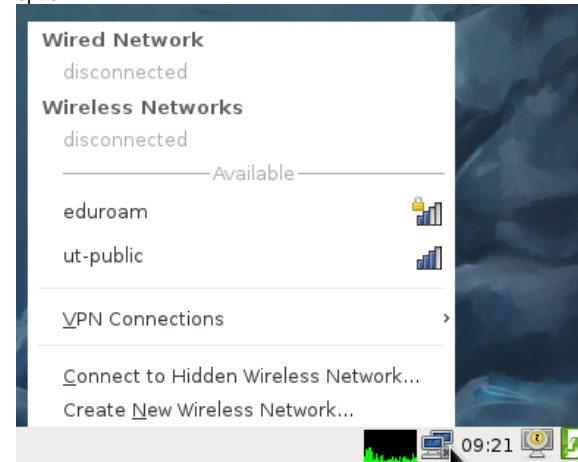 Wired Network
disconnected
Wireless Networks
disconnected
Available
eduroam
ut-public
VPN Connections
Connect to Hidden Wireless Network...
Create New Wireless Network...
09:21